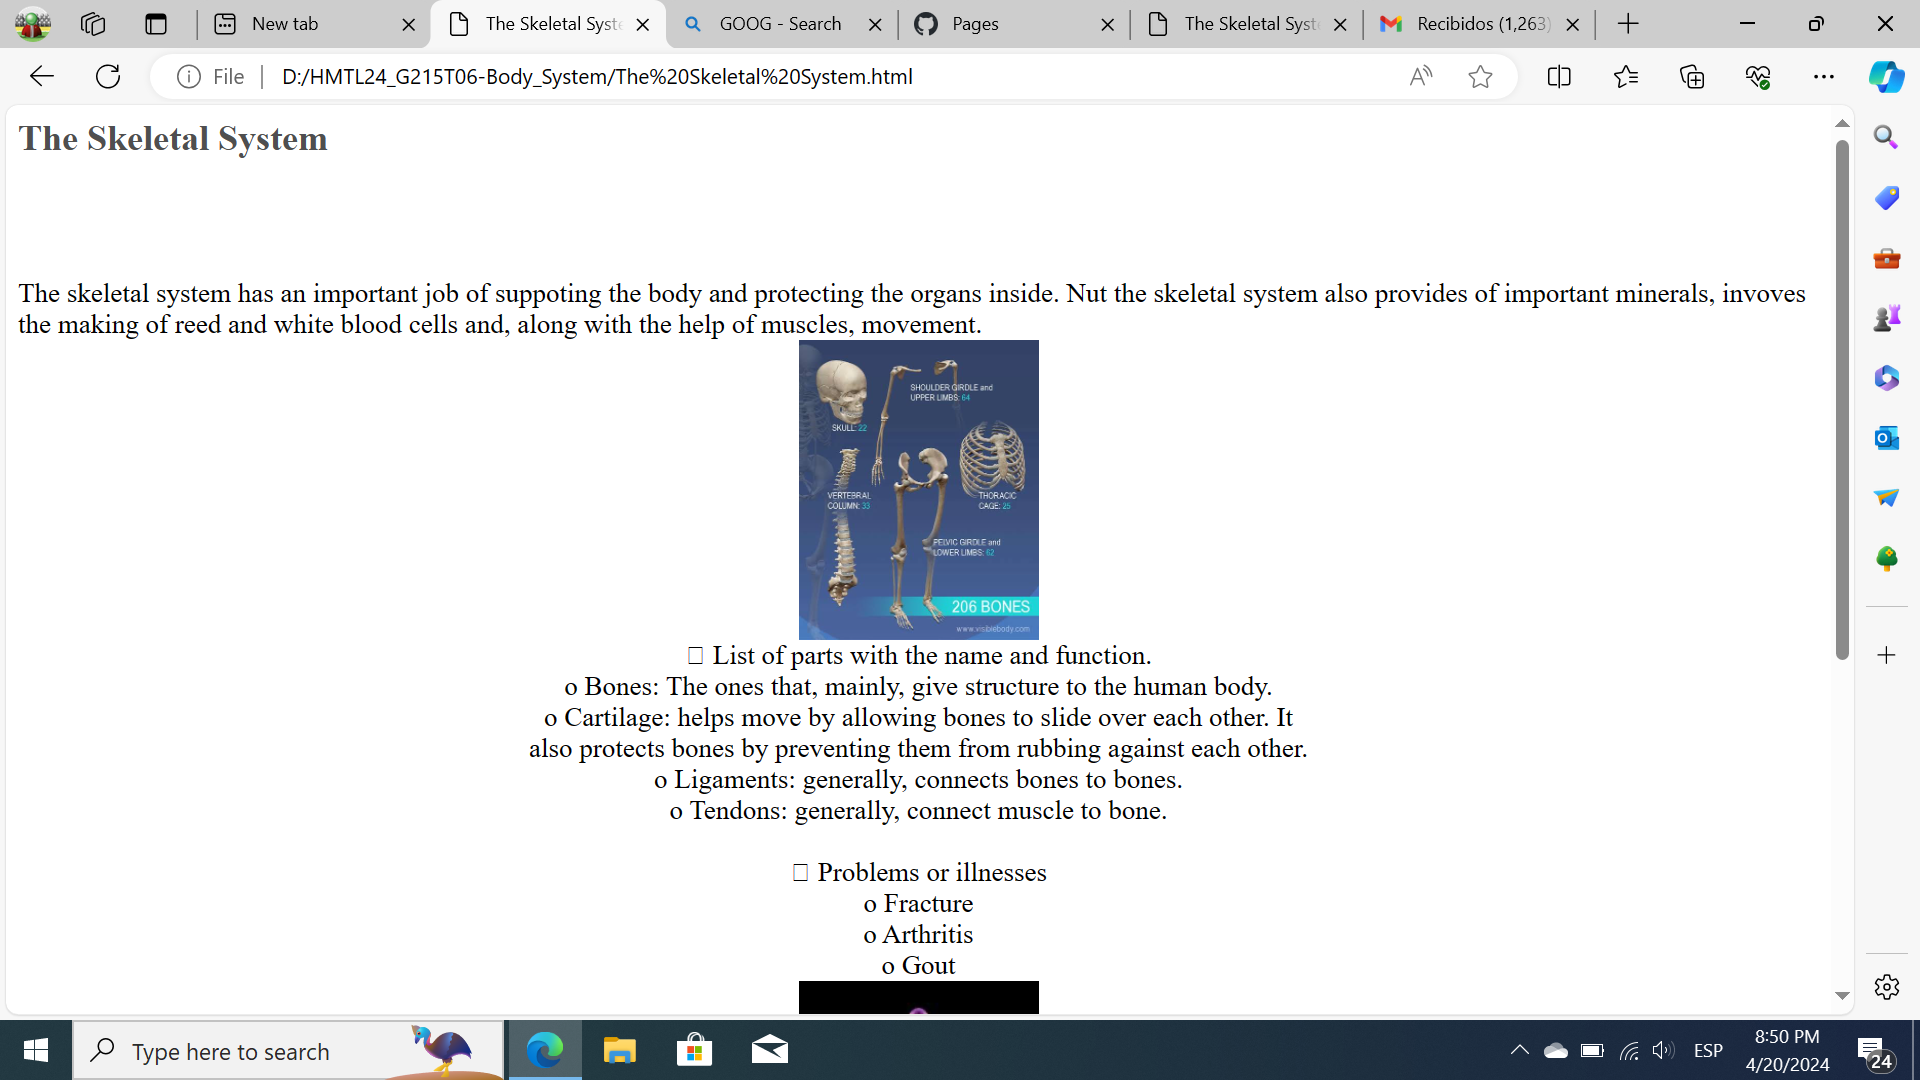 New tab
The Skeletal Syste
GOOG - Search
Pages
The Skeletal Syst
Recibidos (1,263)
File
D:/HMTL24_G215T06-Body_System/The%20Skeletal%20System.html
The Skeletal System
The skeletal system has an important job of suppoting the body and protecting the organs inside. Nut the skeletal system also provides of important minerals, invoves
the making of reed and white blood cells and, along with the help of muscles, movement.
SHOULDER GIRDLE and
UPPER LIMBS: 64
SKULL: 22
VERTEBRAL
COLUMN: 33
THORACIC
CAGE: 25
PELVIC GIRDLE and
LOWER LIMBS: 62
206 BONES
www.visiblebody.com
List of parts with the name and function.
o Bones: The ones that, mainly, give structure to the human body.
o Cartilage: helps move by allowing bones to slide over each other. It
also protects bones by preventing them from rubbing against each other.
o Ligaments: generally, connects bones to bones.
o Tendons: generally, connect muscle to bone.
Problems or illnesses
o Fracture
o Arthritis
o Gout
Type here to search
ESP
8:50 PM
4/20/2024
24